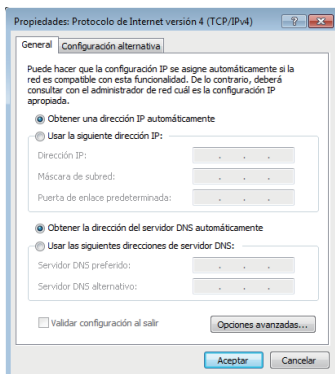 Propiedades: Protocolo de Internet versión 4 (TCP/IPv4)
General
Configuración alternativa
Puede hacer que la configuración IP se asigne automáticamente si la
red es compatible con esta funcionalidad. De lo contrario, deberá
consultar con el administrador de red cuál es la configuración IP
apropiada.
Obtener una dirección IP automáticamente
Usar la siguiente dirección IP:
Dirección IP:
Máscara de subred:
Puerta de enlace predeterminada:
Obtener la dirección del servidor DNS automáticamente
Usar las siguientes direcciones de servidor DNS:
Servidor DNS preferido:
Servidor DNS alternativo:
Validar configuración al salir
Opciones avanzadas...
Aceptar
Cancelar